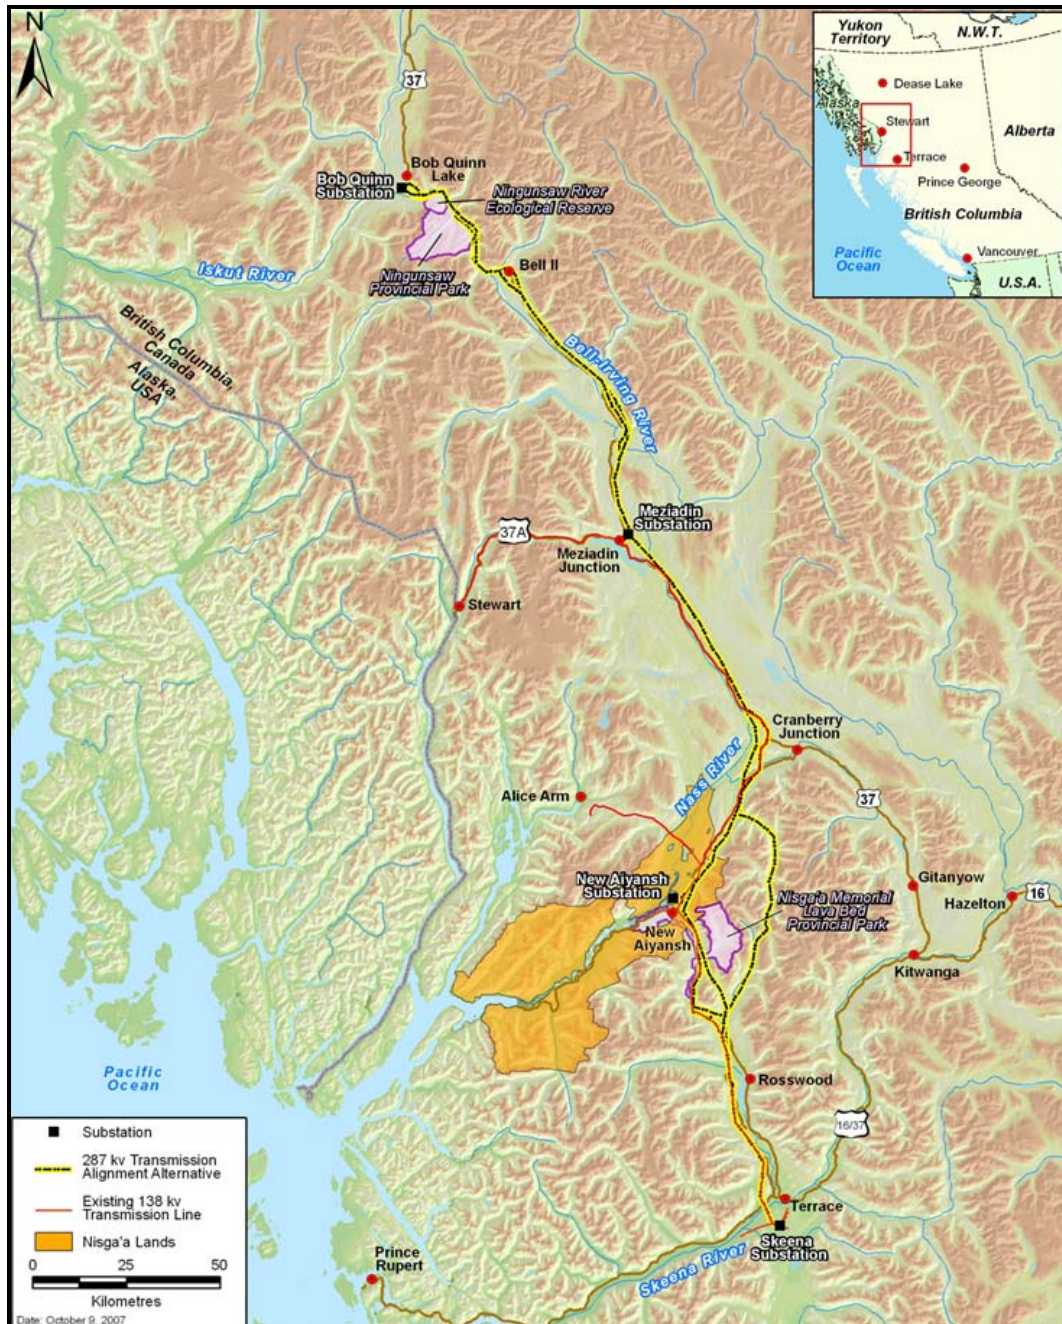 N
37
Bob Quinn
Lake
Bob Quinn
Substation
Ningunsaw River
Ecological Reserve
Iskut River
Ningunsaw
Provincial Park
Bell II
British Columbia,
Canada
Alaska,
USA
Bell-Irving River
Meziadin
Substation
37A
Meziadin
Junction
Stewart
Cranberry
Junction
Nass River
Alice Arm
37
New Aiyansh
Substation
Gitanyow
Hazelton
16
Nisga'a Memorial
Lava Bed
Provincial Park
New
Aiyansh
Kitwanga
Pacific
Ocean
Rosswood
16/37
Terrace
Skeena
Substation
Skeena River
Prince
Rupert
Yukon
Territory
N.W.T.
Dease Lake
Alaska
Stewart
Alberta
Terrace
Prince George
British Columbia
Pacific
Ocean
Vancouver
U.S.A.
Substation
287 kv Transmission
Alignment Alternative
Existing 138 kv
Transmission Line
Nisga'a Lands
0 25 50
Kilometres
Date: October 9, 2007